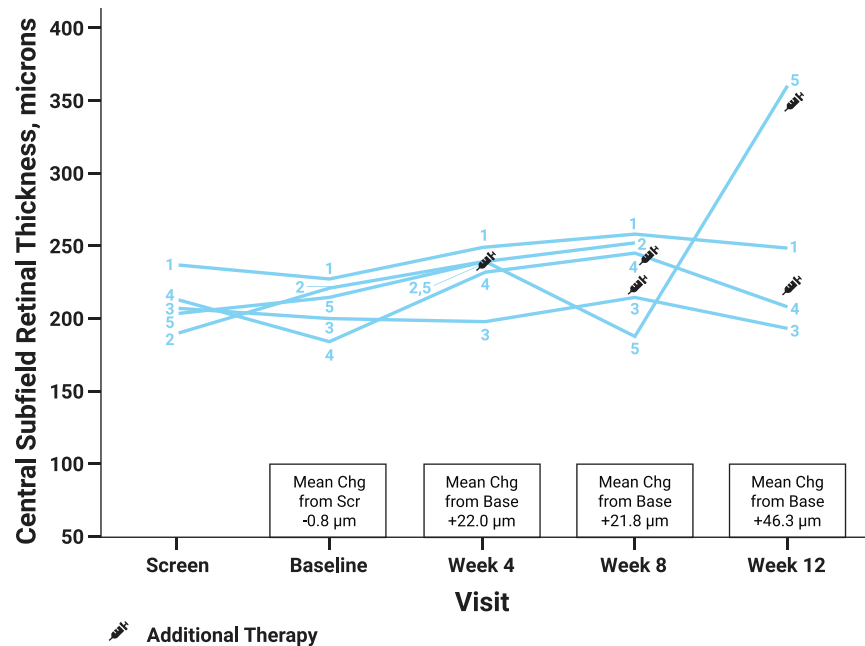 Central Subfield Retinal Thickness, microns
400
350
300
250
200
150
100
50
1
4
3
5
2
1
2
5
3
4
1
2,5
4
3
1
2
4
3
5
5
1
4
3
Mean Chg
from Scr
-0.8 µm
Mean Chg
from Base
+22.0 µm
Mean Chg
from Base
+21.8 µm
Mean Chg
from Base
+46.3 µm
Screen
Baseline
Week 4
Week 8
Week 12
Visit
Additional Therapy